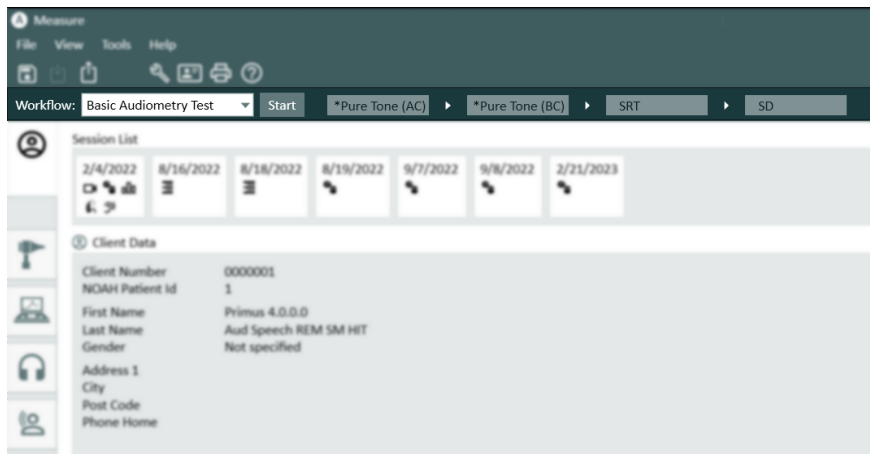 A Measure
File View Tools Help
Workflow: Basic Audiometry Test Start *Pure Tone (AC) *Pure Tone (BC) SRT SD
Session List
2/4/2022 8/16/2022 8/18/2022 8/19/2022 9/7/2022 9/8/2022 2/21/2023
Client Data
Client Number 0000001
NOAH Patient Id 1
First Name Primus 4.0.0.0
Last Name Aud Speech REM SM HIT
Gender Not specified
Address 1
City
Post Code
Phone Home